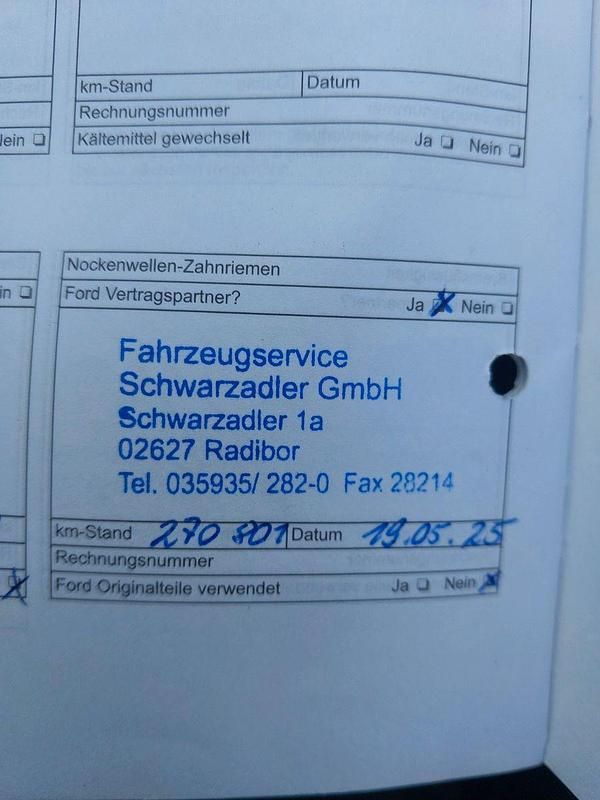 km-Stand Datum
Rechnungsnummer
Nein Kältemittel gewechselt Ja Nein
Nockenwellen-Zahnriemen
Ford Vertragspartner? Ja Nein
Fahrzeugservice
Schwarzadler GmbH
Schwarzadler 1a
02627 Radibor
Tel. 035935/ 282-0 Fax 28214
km-Stand 270 801 Datum 19.05.25
Rechnungsnummer
Ford Originalteile verwendet Ja Nein